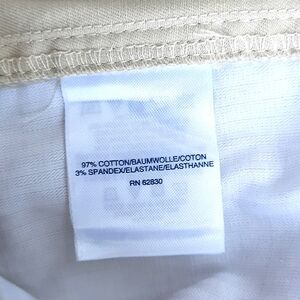 97% COTTON/BAUMWOLLE/COTON
3% SPANDEX/ELASTANE/ELASTHANNE
RN 62830